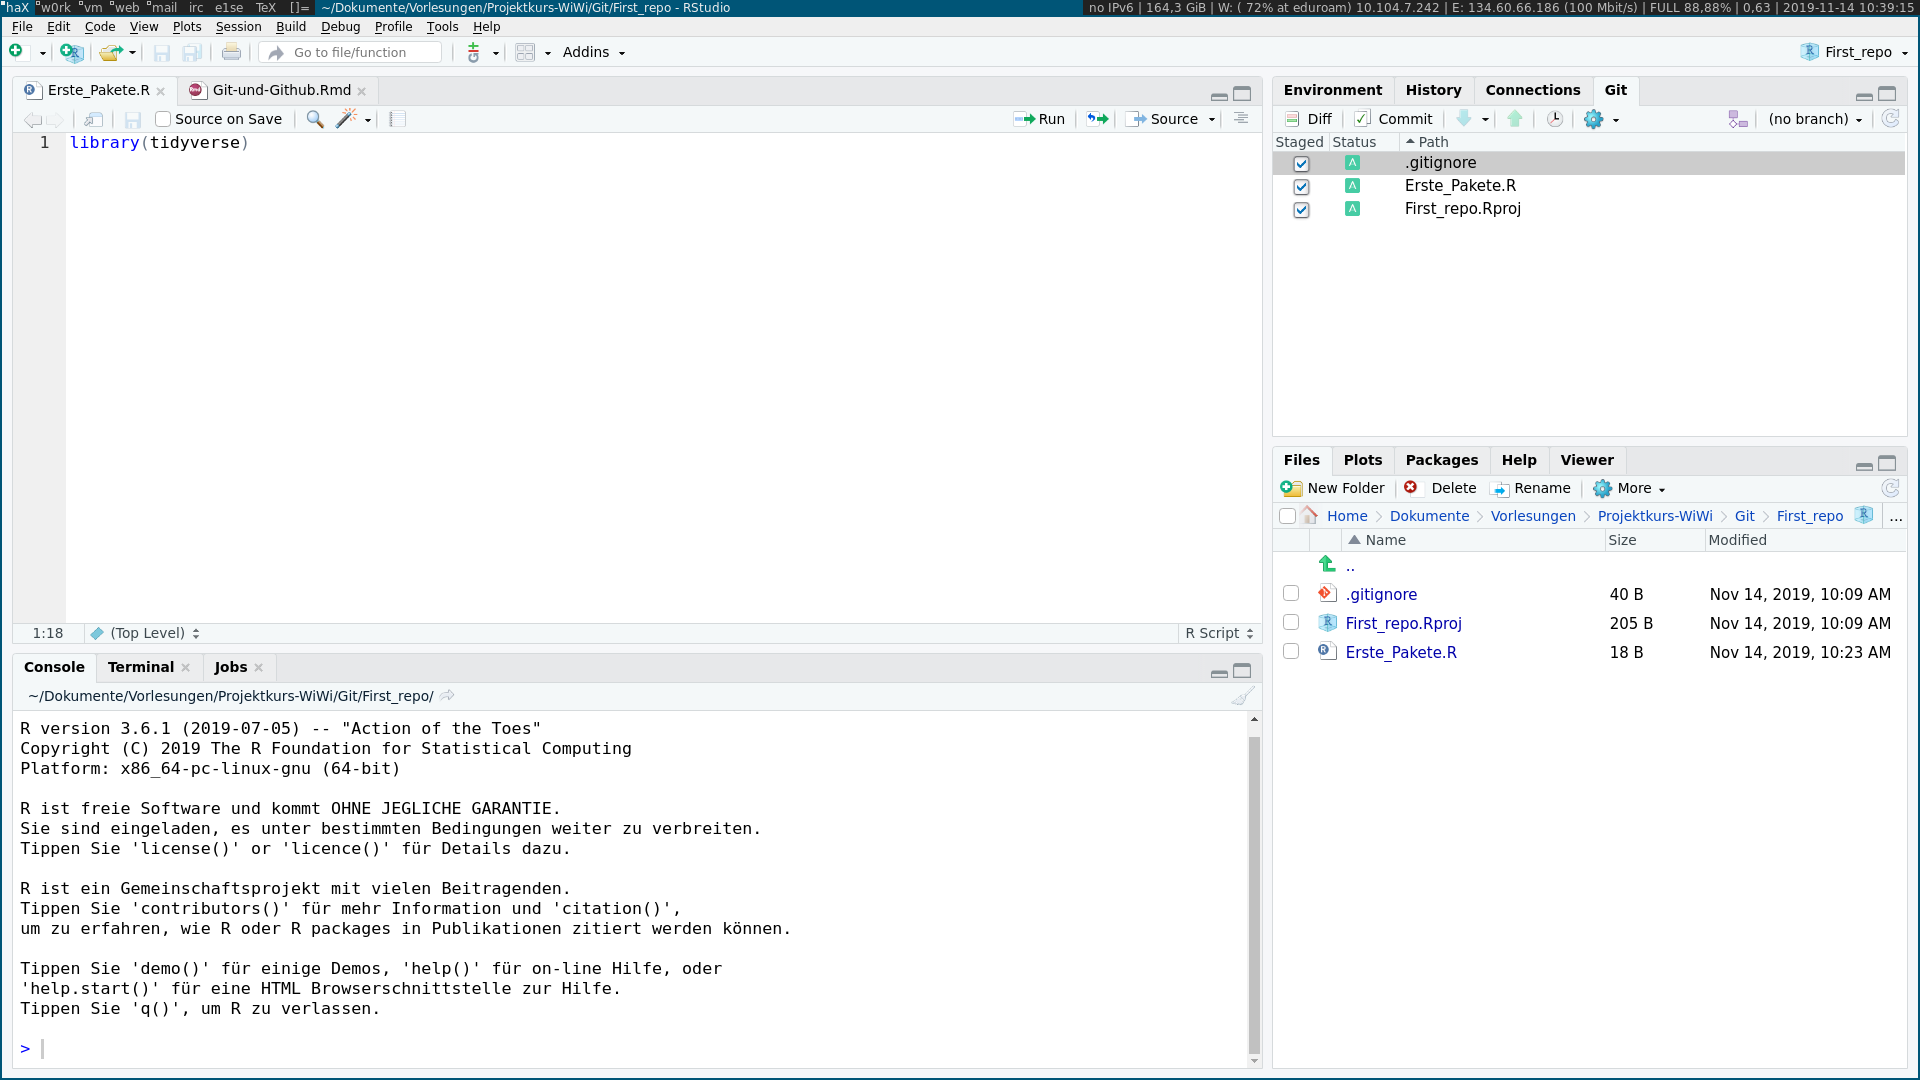 haX w0rk vm web mail irc e1se TeX []= ~/Dokumente/Vorlesungen/Projektkurs-WiWi/Git/First_repo - RStudio no IPv6 | 164,3 GiB | W: ( 72% at eduroam) 10.104.7.242 | E: 134.60.66.186 (100 Mbit/s) | FULL 88,88% | 0,63 | 2019-11-14 10:39:15
File Edit Code View Plots Session Build Debug Profile Tools Help
Go to file/function Addins First_repo
Erste_Pakete.R Git-und-Github.Rmd
Source on Save Run Source
1 library(tidyverse)
1:18 (Top Level) R Script
Console Terminal Jobs
~/Dokumente/Vorlesungen/Projektkurs-WiWi/Git/First_repo/
R version 3.6.1 (2019-07-05) -- "Action of the Toes"
Copyright (C) 2019 The R Foundation for Statistical Computing
Platform: x86_64-pc-linux-gnu (64-bit)
R ist freie Software und kommt OHNE JEGLICHE GARANTIE.
Sie sind eingeladen, es unter bestimmten Bedingungen weiter zu verbreiten.
Tippen Sie 'license()' or 'licence()' für Details dazu.
R ist ein Gemeinschaftsprojekt mit vielen Beitragenden.
Tippen Sie 'contributors()' für mehr Information und 'citation()',
um zu erfahren, wie R oder R packages in Publikationen zitiert werden können.
Tippen Sie 'demo()' für einige Demos, 'help()' für on-line Hilfe, oder
'help.start()' für eine HTML Browserschnittstelle zur Hilfe.
Tippen Sie 'q()', um R zu verlassen.
>
Environment History Connections Git
Diff Commit (no branch)
Staged Status Path
A .gitignore
A Erste_Pakete.R
A First_repo.Rproj
Files Plots Packages Help Viewer
New Folder Delete Rename More
Home Dokumente Vorlesungen Projektkurs-WiWi Git First_repo ...
Name Size Modified
..
.gitignore 40 B Nov 14, 2019, 10:09 AM
First_repo.Rproj 205 B Nov 14, 2019, 10:09 AM
Erste_Pakete.R 18 B Nov 14, 2019, 10:23 AM